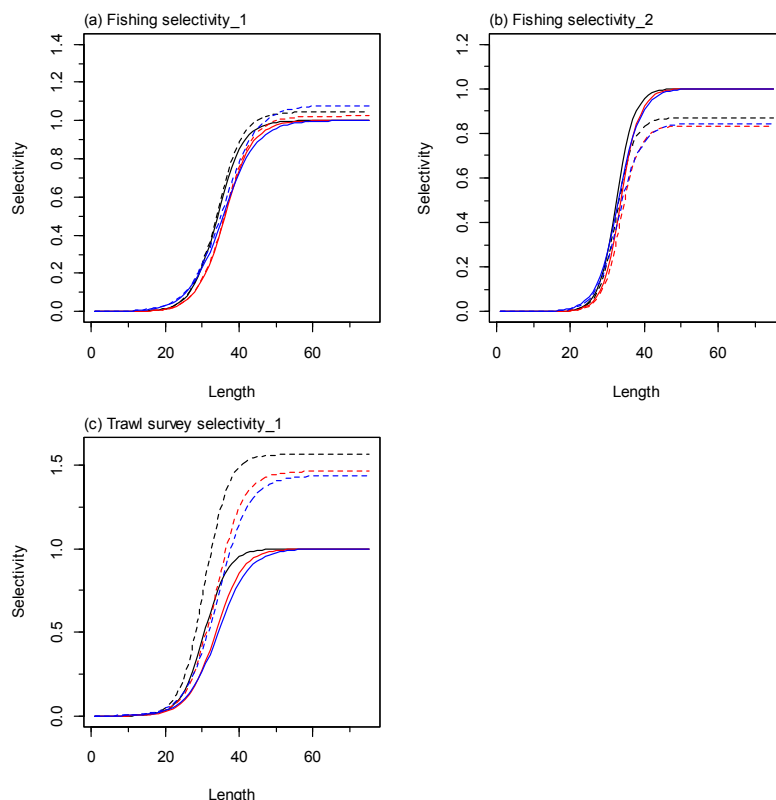 (a) Fishing selectivity_1
1.4
1.2
1.0
0.8
0.6
0.4
0.2
0.0
Selectivity
0 20 40 60
Length
(b) Fishing selectivity_2
1.2
1.0
0.8
0.6
0.4
0.2
0.0
Selectivity
0 20 40 60
Length
(c) Trawl survey selectivity_1
1.5
1.0
0.5
0.0
Selectivity
0 20 40 60
Length